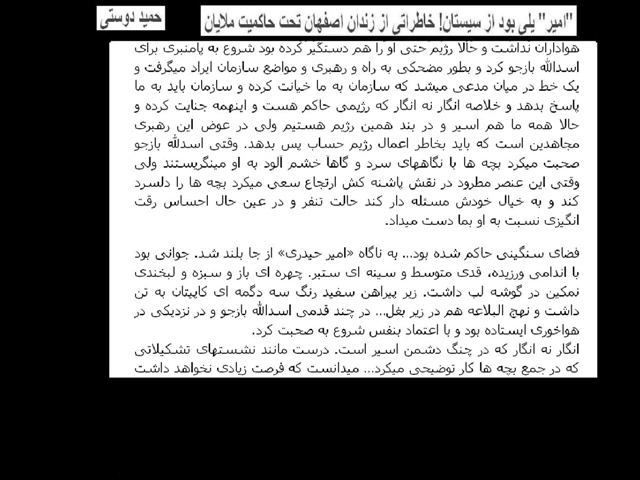 "امیر" یلی بود از سیستان! خاطراتی از زندان اصفهان تحت حاکمیت ملایان
حمید دوستی
هواداران نداشت و حالا رژیم حتی او را هم دستگیر کرده بود شروع به پامنبری برای
اسدالله بازجو کرد و بطور مضحکی به راه و رهبری و مواضع سازمان ایراد میگرفت و
یک خط در میان مدعی میشد که سازمان به ما خیانت کرده و سازمان باید به ما
پاسخ بدهد و خلاصه انگار نه انگار که رژیمی حاکم هست و اینهمه جنایت کرده و
حالا همه ما هم اسیر و در بند همین رژیم هستیم ولی در عوض این رهبری
مجاهدین است که باید بخاطر اعمال رژیم حساب پس بدهد. وقتی اسدالله بازجو
صحبت میکرد بچه ها با نگاههای سرد و گاهاً خشم آلود به او مینگریستند ولی
وقتی این عنصر مطرود در نقش پاشنه کش ارتجاع سعی میکرد بچه ها را دلسرد
کند و به خیال خودش مسئله دار کند حالت تنفر و در عین حال احساس رقت
انگیزی نسبت به او بما دست میداد.
فضای سنگینی حاکم شده بود... به ناگاه «امیر حیدری» از جا بلند شد. جوانی بود
با اندامی ورزیده، قدی متوسط و سینه ای ستبر. چهره ای باز و سبزه و لبخندی
نمکین در گوشه لب داشت. زیر پیراهن سفید رنگ سه دگمه ای کاپیتان به تن
داشت و نهج البلاعه هم در زیر بغل... در چند قدمی اسدالله بازجو و در نزدیکی در
هواخوری ایستاده بود و با اعتماد بنفس شروع به صحبت کرد.
انگار نه انگار که در چنگ دشمن اسیر است. درست مانند نشستهای تشکیلاتی
که در جمع بچه ها کار توضیحی میکرد... میدانست که فرصت زیادی نخواهد داشت